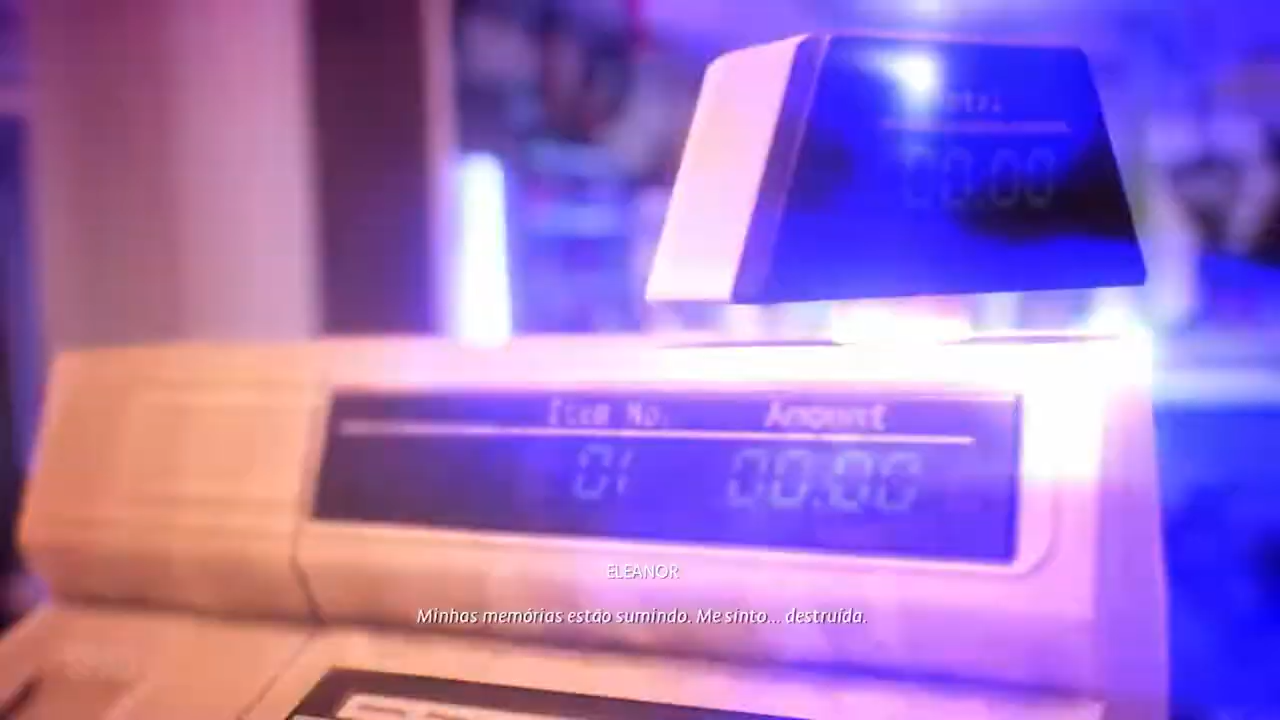 00.00
Item No. Amount
01 00:00
ELEANOR
Minhas memórias estão sumindo. Me sinto... destruída.